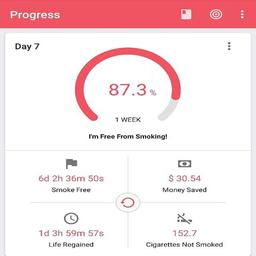 Progress
Day 7
87.3 %
1 WEEK
I'm Free From Smoking!
6d 2h 36m 50s
Smoke Free
$ 30.54
Money Saved
1d 3h 59m 57s
Life Regained
152.7
Cigarettes Not Smoked